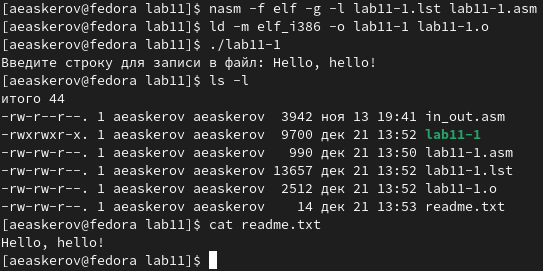 [aeaskerov@fedora lab11]$ nasm -f elf -g -l lab11-1.lst lab11-1.asm
[aeaskerov@fedora lab11]$ ld -m elf_i386 -o lab11-1 lab11-1.o
[aeaskerov@fedora lab11]$ ./lab11-1
Введите строку для записи в файл: Hello, hello!
[aeaskerov@fedora lab11]$ ls -l
итого 44
-rw-r--r--. 1 aeaskerov aeaskerov  3942 ноя 13 19:41 in_out.asm
-rwxrwxr-x. 1 aeaskerov aeaskerov  9700 дек 21 13:52 lab11-1
-rw-rw-r--. 1 aeaskerov aeaskerov   990 дек 21 13:50 lab11-1.asm
-rw-rw-r--. 1 aeaskerov aeaskerov 13657 дек 21 13:52 lab11-1.lst
-rw-rw-r--. 1 aeaskerov aeaskerov  2512 дек 21 13:52 lab11-1.o
-rw-rw-r--. 1 aeaskerov aeaskerov    14 дек 21 13:53 readme.txt
[aeaskerov@fedora lab11]$ cat readme.txt
Hello, hello!
[aeaskerov@fedora lab11]$